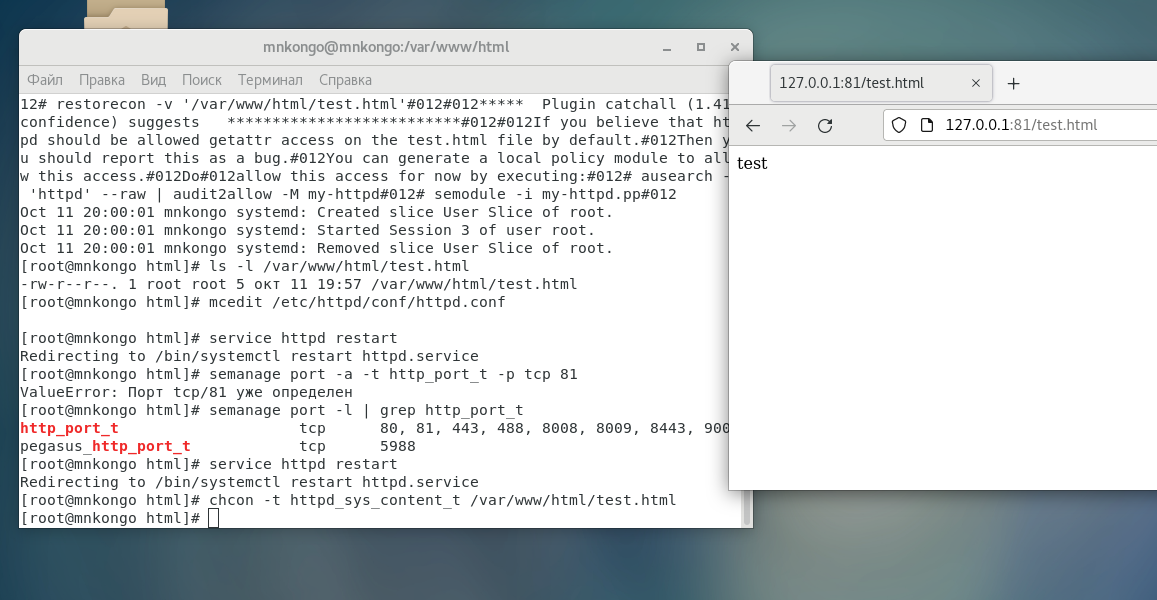 mnkongo@mnkongo:/var/www/html
Файл Правка Вид Поиск Терминал Справка
12# restorecon -v '/var/www/html/test.html'#012#012***** Plugin catchall (1.41
confidence) suggests **************************#012#012If you believe that ht
pd should be allowed getattr access on the test.html file by default.#012Then y
u should report this as a bug.#012You can generate a local policy module to all
w this access.#012Do#012allow this access for now by executing:#012# ausearch -
'httpd' --raw | audit2allow -M my-httpd#012# semodule -i my-httpd.pp#012
Oct 11 20:00:01 mnkongo systemd: Created slice User Slice of root.
Oct 11 20:00:01 mnkongo systemd: Started Session 3 of user root.
Oct 11 20:00:01 mnkongo systemd: Removed slice User Slice of root.
[root@mnkongo html]# ls -l /var/www/html/test.html
-rw-r--r--. 1 root root 5 окт 11 19:57 /var/www/html/test.html
[root@mnkongo html]# mcedit /etc/httpd/conf/httpd.conf
[root@mnkongo html]# service httpd restart
Redirecting to /bin/systemctl restart httpd.service
[root@mnkongo html]# semanage port -a -t http_port_t -p tcp 81
ValueError: Порт tcp/81 уже определен
[root@mnkongo html]# semanage port -l | grep http_port_t
http_port_t tcp 80, 81, 443, 488, 8008, 8009, 8443, 900
pegasus_http_port_t tcp 5988
[root@mnkongo html]# service httpd restart
Redirecting to /bin/systemctl restart httpd.service
[root@mnkongo html]# chcon -t httpd_sys_content_t /var/www/html/test.html
[root@mnkongo html]#
127.0.0.1:81/test.html
127.0.0.1:81/test.html
test